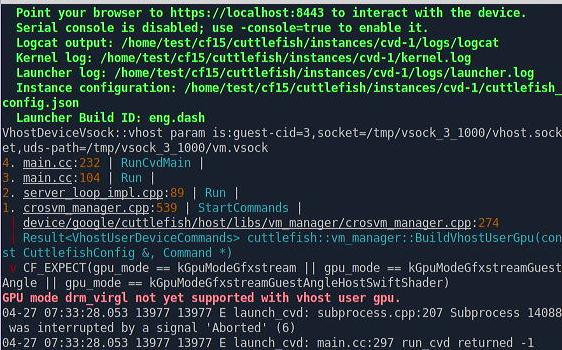 Point your browser to https://localhost:8443 to interact with the device.
Serial console is disabled; use -console=true to enable it.
Logcat output: /home/test/cf15/cuttlefish/instances/cvd-1/logs/logcat
Kernel log: /home/test/cf15/cuttlefish/instances/cvd-1/kernel.log
Launcher log: /home/test/cf15/cuttlefish/instances/cvd-1/logs/launcher.log
Instance configuration: /home/test/cf15/cuttlefish/instances/cvd-1/cuttlefish_
config.json
Launcher Build ID: eng.dash
VhostDeviceVsock::vhost param is:guest-cid=3,socket=/tmp/vsock_3_1000/vhost.sock
et,uds-path=/tmp/vsock_3_1000/vm.vsock
4. main.cc:232 | RunCvdMain |
3. main.cc:104 | Run |
2. server_loop_impl.cpp:89 | Run |
1. crosvm_manager.cpp:539 | StartCommands |
| device/google/cuttlefish/host/libs/vm_manager/crosvm_manager.cpp:274
| Result<VhostUserDeviceCommands> cuttlefish::vm_manager::BuildVhostUserGpu(con
st CuttlefishConfig &, Command *)
v CF_EXPECT(gpu_mode == kGpuModeGfxstream || gpu_mode == kGpuModeGfxstreamGuest
Angle || gpu_mode == kGpuModeGfxstreamGuestAngleHostSwiftShader)
GPU mode drm_virgl not yet supported with vhost user gpu.
04-27 07:33:28.053 13977 13977 E launch_cvd: subprocess.cpp:207 Subprocess 14088
was interrupted by a signal 'Aborted' (6)
04-27 07:33:28.053 13977 13977 E launch_cvd: main.cc:297 run_cvd returned -1